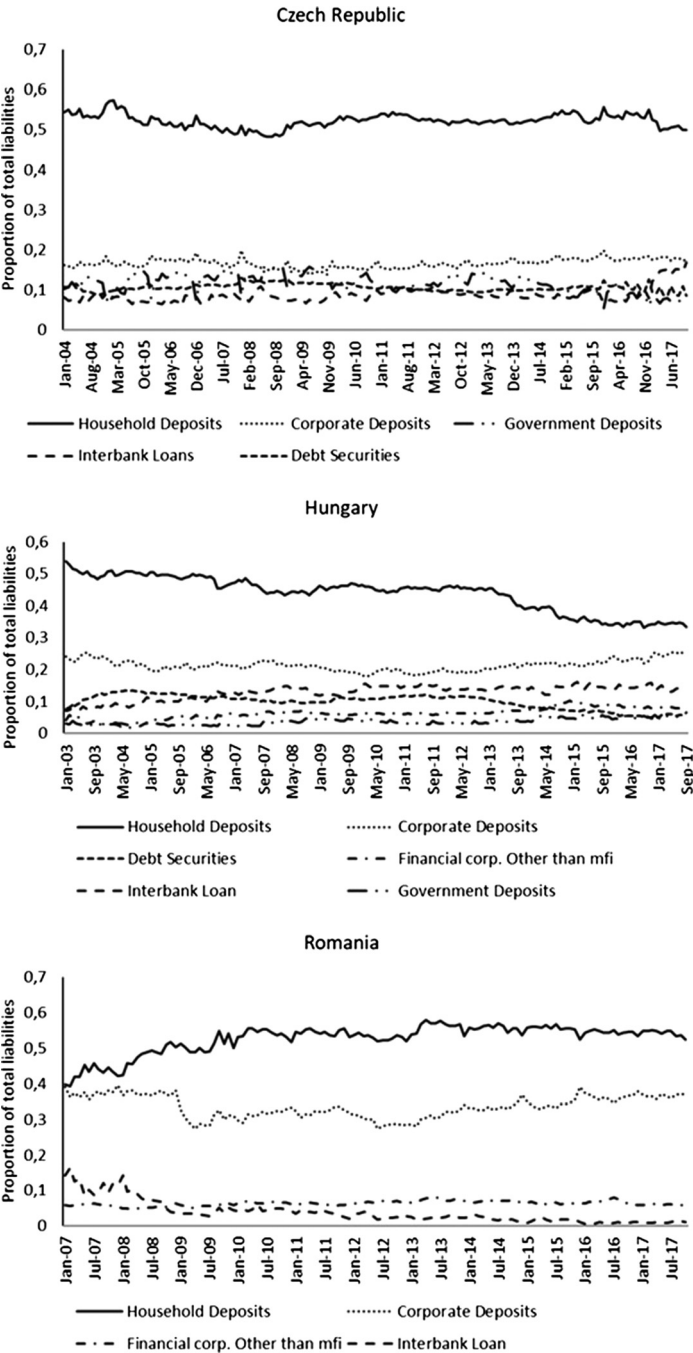 Czech Republic
Proportion of total liabilities
0,7
0,6
0,5
0,4
0,3
0,2
0,1
0
Jan-04 Aug-04 Mar-05 Oct-05 May-06 Dec-06 Jul-07 Feb-08 Sep-08 Apr-09 Nov-09 Jun-10 Jan-11 Aug-11 Mar-12 Oct-12 May-13 Dec-13 Jul-14 Feb-15 Sep-15 Apr-16 Nov-16 Jun-17
Household Deposits Corporate Deposits Government Deposits
Interbank Loans Debt Securities
Hungary
Proportion of total liabilities
0,6
0,5
0,4
0,3
0,2
0,1
0
Jan-03 Sep-03 May-04 Jan-05 Sep-05 May-06 Jan-07 Sep-07 May-08 Jan-09 Sep-09 May-10 Jan-11 Sep-11 May-12 Jan-13 Sep-13 May-14 Jan-15 Sep-15 May-16 Jan-17 Sep-17
Household Deposits Corporate Deposits
Debt Securities Financial corp. Other than mfi
Interbank Loan Government Deposits
Romania
Proportion of total liabilities
0,7
0,6
0,5
0,4
0,3
0,2
0,1
0
Jan-07 Jul-07 Jan-08 Jul-08 Jan-09 Jul-09 Jan-10 Jul-10 Jan-11 Jul-11 Jan-12 Jul-12 Jan-13 Jul-13 Jan-14 Jul-14 Jan-15 Jul-15 Jan-16 Jul-16 Jan-17 Jul-17
Household Deposits Corporate Deposits
Financial corp. Other than mfi Interbank Loan